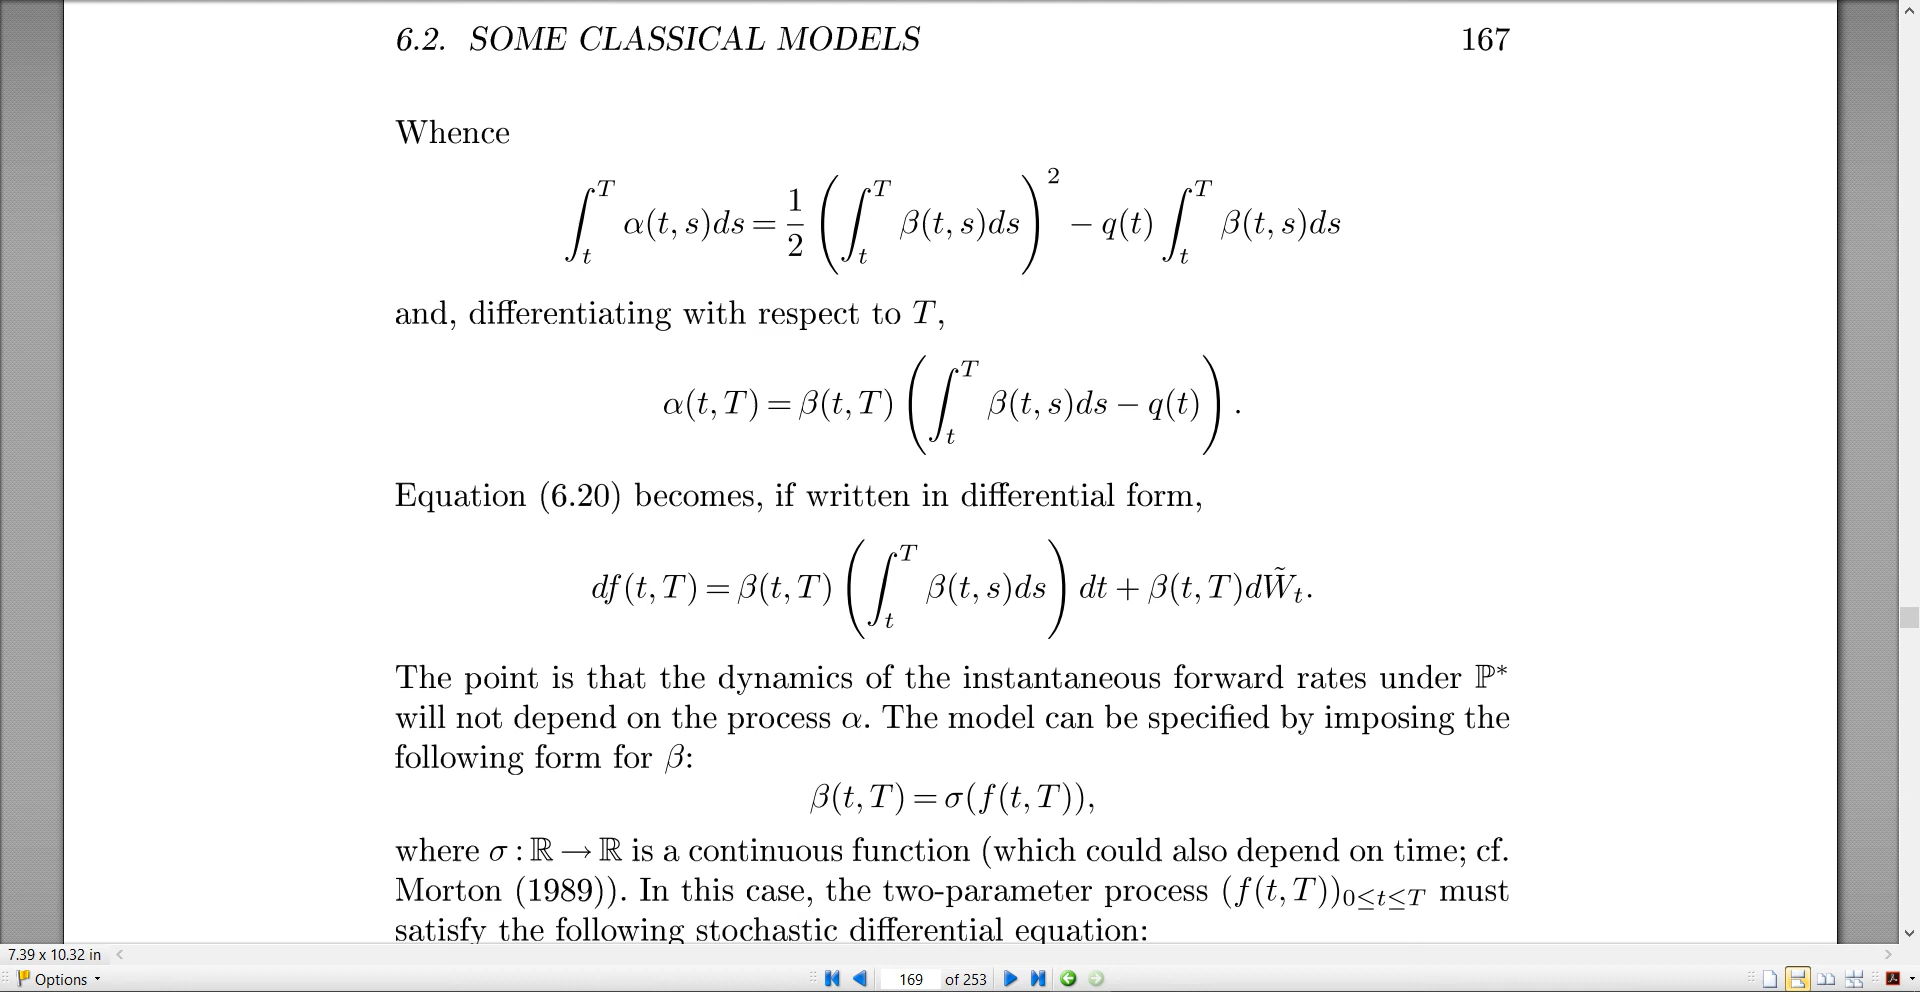 6.2. SOME CLASSICAL MODELS 167
Whence
∫_t^T α(t, s)ds = 1/2 (∫_t^T β(t, s)ds)^2 − q(t) ∫_t^T β(t, s)ds
and, differentiating with respect to T,
α(t, T) = β(t, T) (∫_t^T β(t, s)ds − q(t)).
Equation (6.20) becomes, if written in differential form,
df(t, T) = β(t, T) (∫_t^T β(t, s)ds) dt + β(t, T)dW̃_t.
The point is that the dynamics of the instantaneous forward rates under ℙ*
will not depend on the process α. The model can be specified by imposing the
following form for β:
β(t, T) = σ(f(t, T)),
where σ : ℝ → ℝ is a continuous function (which could also depend on time; cf.
Morton (1989)). In this case, the two-parameter process (f(t, T))_{0≤t≤T} must
satisfy the following stochastic differential equation:
7.39 x 10.32 in
Options 169 of 253